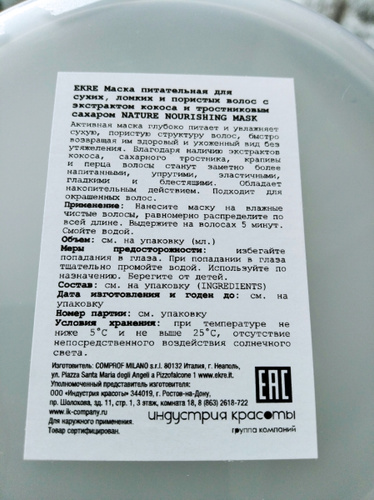 EKRE Маска питательная для
сухих, ломких и пористых волос с
экстрактом кокоса и тростниковым
сахаром NATURE NOURISHING MASK
Активная маска глубоко питает и увлажняет
сухую, пористую структуру волос, быстро
возвращая им здоровый и ухоженный вид без
утяжеления. Благодаря наличию экстрактов
кокоса, сахарного тростника, крапивы
и перца волосы станут заметно более
напитанными, упругими, эластичными,
гладкими и блестящими. Обладает
накопительным действием. Подходит для
окрашенных волос.
Применение: Нанесите маску на влажные
чистые волосы, равномерно распределите по
всей длине. Выдержите на волосах 5 минут.
Смойте водой.
Объем: см. на упаковку (мл.)
Меры предосторожности: избегайте
попадания в глаза. При попадании в глаза
тщательно промойте водой. Используйте по
назначению. Берегите от детей.
Состав: см. на упаковку (INGREDIENTS)
Дата изготовления и годен до: см. на
упаковку
Номер партии: см. упаковку
Условия хранения: при температуре не
ниже 5°С и не выше 25°С, отсутствие
непосредственного воздействия солнечного
света.
Изготовитель: COMPROF MILANO s.r.l. 80132 Италия, г. Неаполь,
ул. Piazza Santa Maria degli Angeli a Pizzofalcone 1 www.ekre.it.
Уполномоченный представитель изготовителя:
ООО «Индустрия красоты» 344019, г. Ростов-на-Дону,
пр. Шолохова, зд. 11, стр. 1, 3 этаж, комната 18, 8 (863) 2618-722
www.ik-company.ru
Для наружного применения.
Товар сертифицирован.
EAC
индустрия красоты
группа компаний